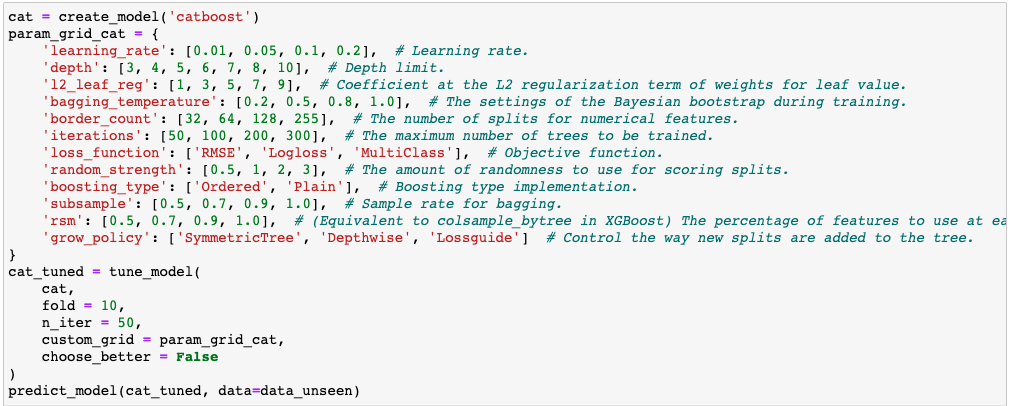 cat = create_model('catboost')
param_grid_cat = {
    'learning_rate': [0.01, 0.05, 0.1, 0.2],  # Learning rate.
    'depth': [3, 4, 5, 6, 7, 8, 10],  # Depth limit.
    'l2_leaf_reg': [1, 3, 5, 7, 9],  # Coefficient at the L2 regularization term of weights for leaf value.
    'bagging_temperature': [0.2, 0.5, 0.8, 1.0],  # The settings of the Bayesian bootstrap during training.
    'border_count': [32, 64, 128, 255],  # The number of splits for numerical features.
    'iterations': [50, 100, 200, 300],  # The maximum number of trees to be trained.
    'loss_function': ['RMSE', 'Logloss', 'MultiClass'],  # Objective function.
    'random_strength': [0.5, 1, 2, 3],  # The amount of randomness to use for scoring splits.
    'boosting_type': ['Ordered', 'Plain'],  # Boosting type implementation.
    'subsample': [0.5, 0.7, 0.9, 1.0],  # Sample rate for bagging.
    'rsm': [0.5, 0.7, 0.9, 1.0],  # (Equivalent to colsample_bytree in XGBoost) The percentage of features to use at
    'grow_policy': ['SymmetricTree', 'Depthwise', 'Lossguide']  # Control the way new splits are added to the tree.
}
cat_tuned = tune_model(
    cat,
    fold = 10,
    n_iter = 50,
    custom_grid = param_grid_cat,
    choose_better = False
)
predict_model(cat_tuned, data=data_unseen)